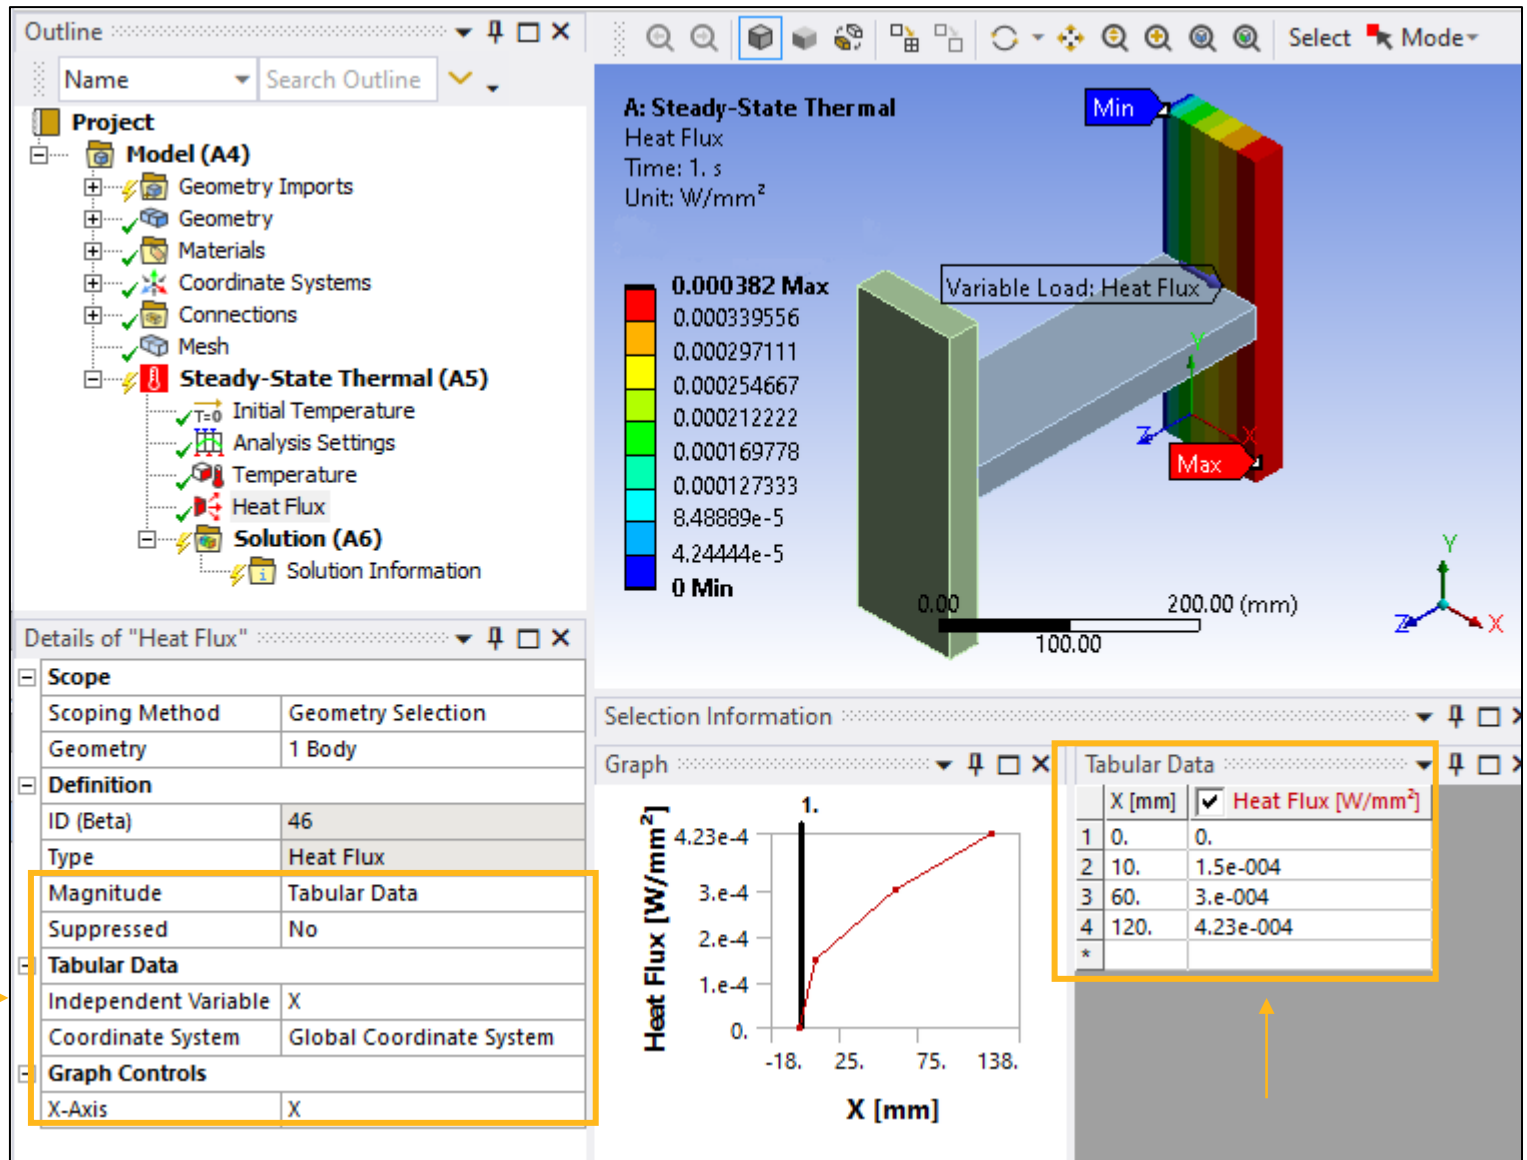 Outline
Name
Search Outline
Project
Model (A4)
Geometry Imports
Geometry
Materials
Coordinate Systems
Connections
Mesh
Steady-State Thermal (A5)
T=0 Initial Temperature
Analysis Settings
Temperature
Heat Flux
Solution (A6)
Solution Information
Select Mode
A: Steady-State Thermal
Heat Flux
Time: 1. s
Unit: W/mm²
0.000382 Max
0.000339556
0.000297111
0.000254667
0.000212222
0.000169778
0.000127333
8.48889e-5
4.24444e-5
0 Min
Min
Variable Load: Heat Flux
Y
Z
X
Max
0.00
200.00 (mm)
100.00
Y
Z
X
Details of "Heat Flux"
Scope
Scoping Method Geometry Selection
Geometry 1 Body
Definition
ID (Beta) 46
Type Heat Flux
Magnitude Tabular Data
Suppressed No
Tabular Data
Independent Variable X
Coordinate System Global Coordinate System
Graph Controls
X-Axis X
Selection Information
Graph
1.
Heat Flux [W/mm²]
4.23e-4
3.e-4
2.e-4
1.e-4
0.
-18. 25. 75. 138.
X [mm]
Tabular Data
X [mm] Heat Flux [W/mm²]
1 0. 0.
2 10. 1.5e-004
3 60. 3.e-004
4 120. 4.23e-004
*